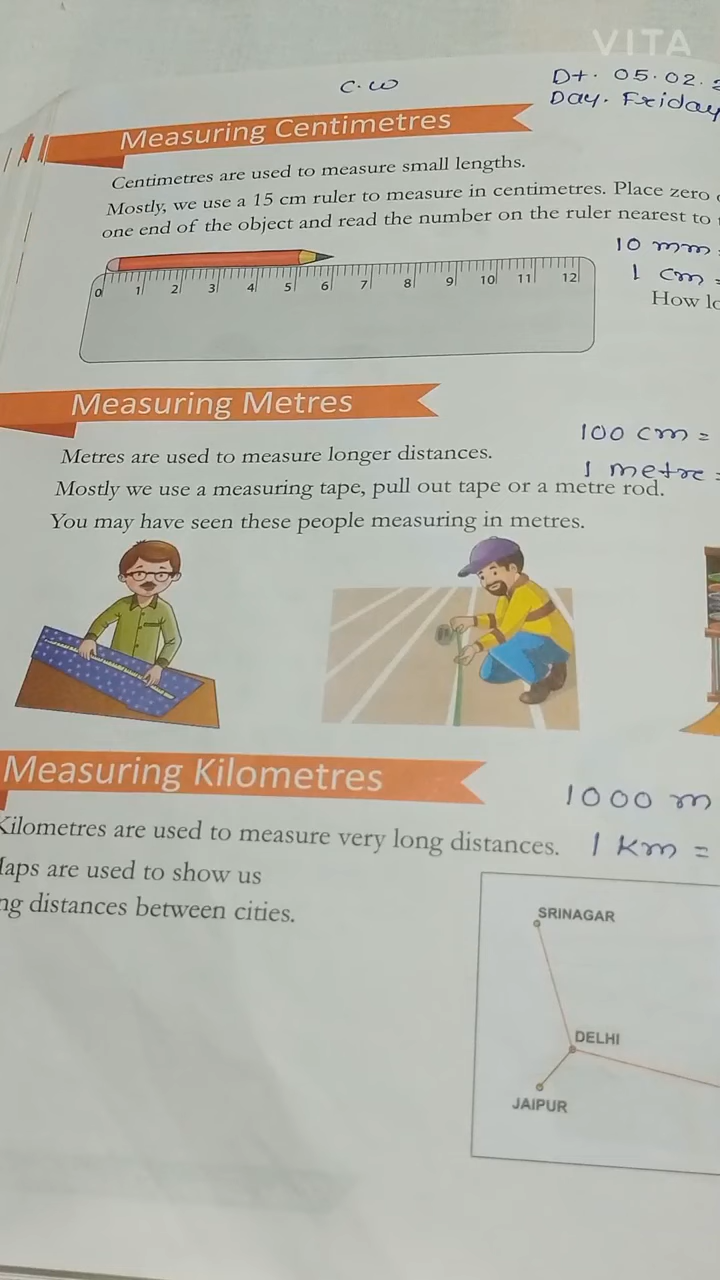 VITA
C.W
Dt. 05.02.
Day. Friday
Measuring Centimetres
Centimetres are used to measure small lengths.
Mostly, we use a 15 cm ruler to measure in centimetres. Place zero
one end of the object and read the number on the ruler nearest to
10 mm
1 cm =
How
0 1 2 3 4 5 6 7 8 9 10 11 12
Measuring Metres
100 cm =
Metres are used to measure longer distances.
1 metre =
Mostly we use a measuring tape, pull out tape or a metre rod.
You may have seen these people measuring in metres.
Measuring Kilometres
1000 m
Kilometres are used to measure very long distances.
1 Km =
Maps are used to show us
ng distances between cities.
SRINAGAR
DELHI
JAIPUR